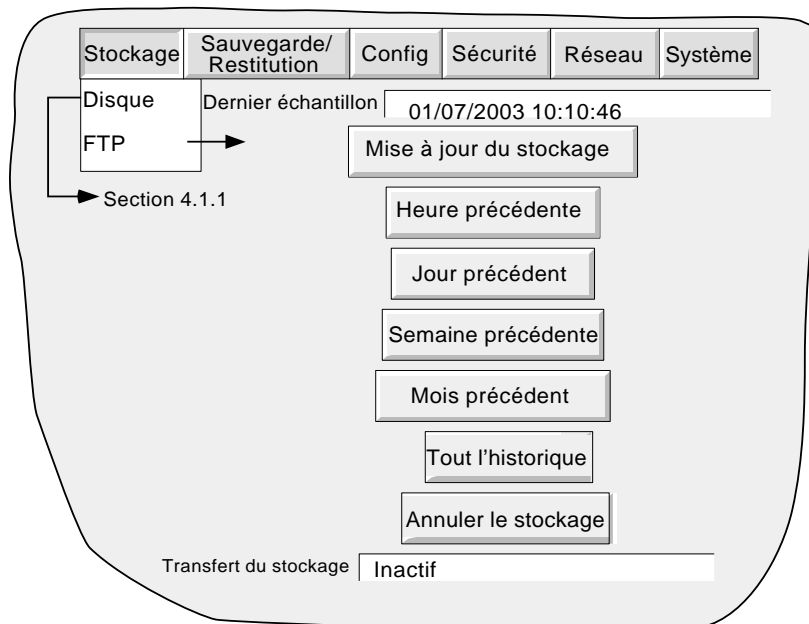 Stockage
Sauvegarde/
Restitution
Config
Sécurité
Réseau
Système
Disque
Dernier échantillon
01/07/2003 10:10:46
FTP
Mise à jour du stockage
Section 4.1.1
Heure précédente
Jour précédent
Semaine précédente
Mois précédent
Tout l’historique
Annuler le stockage
Transfert du stockage
Inactif